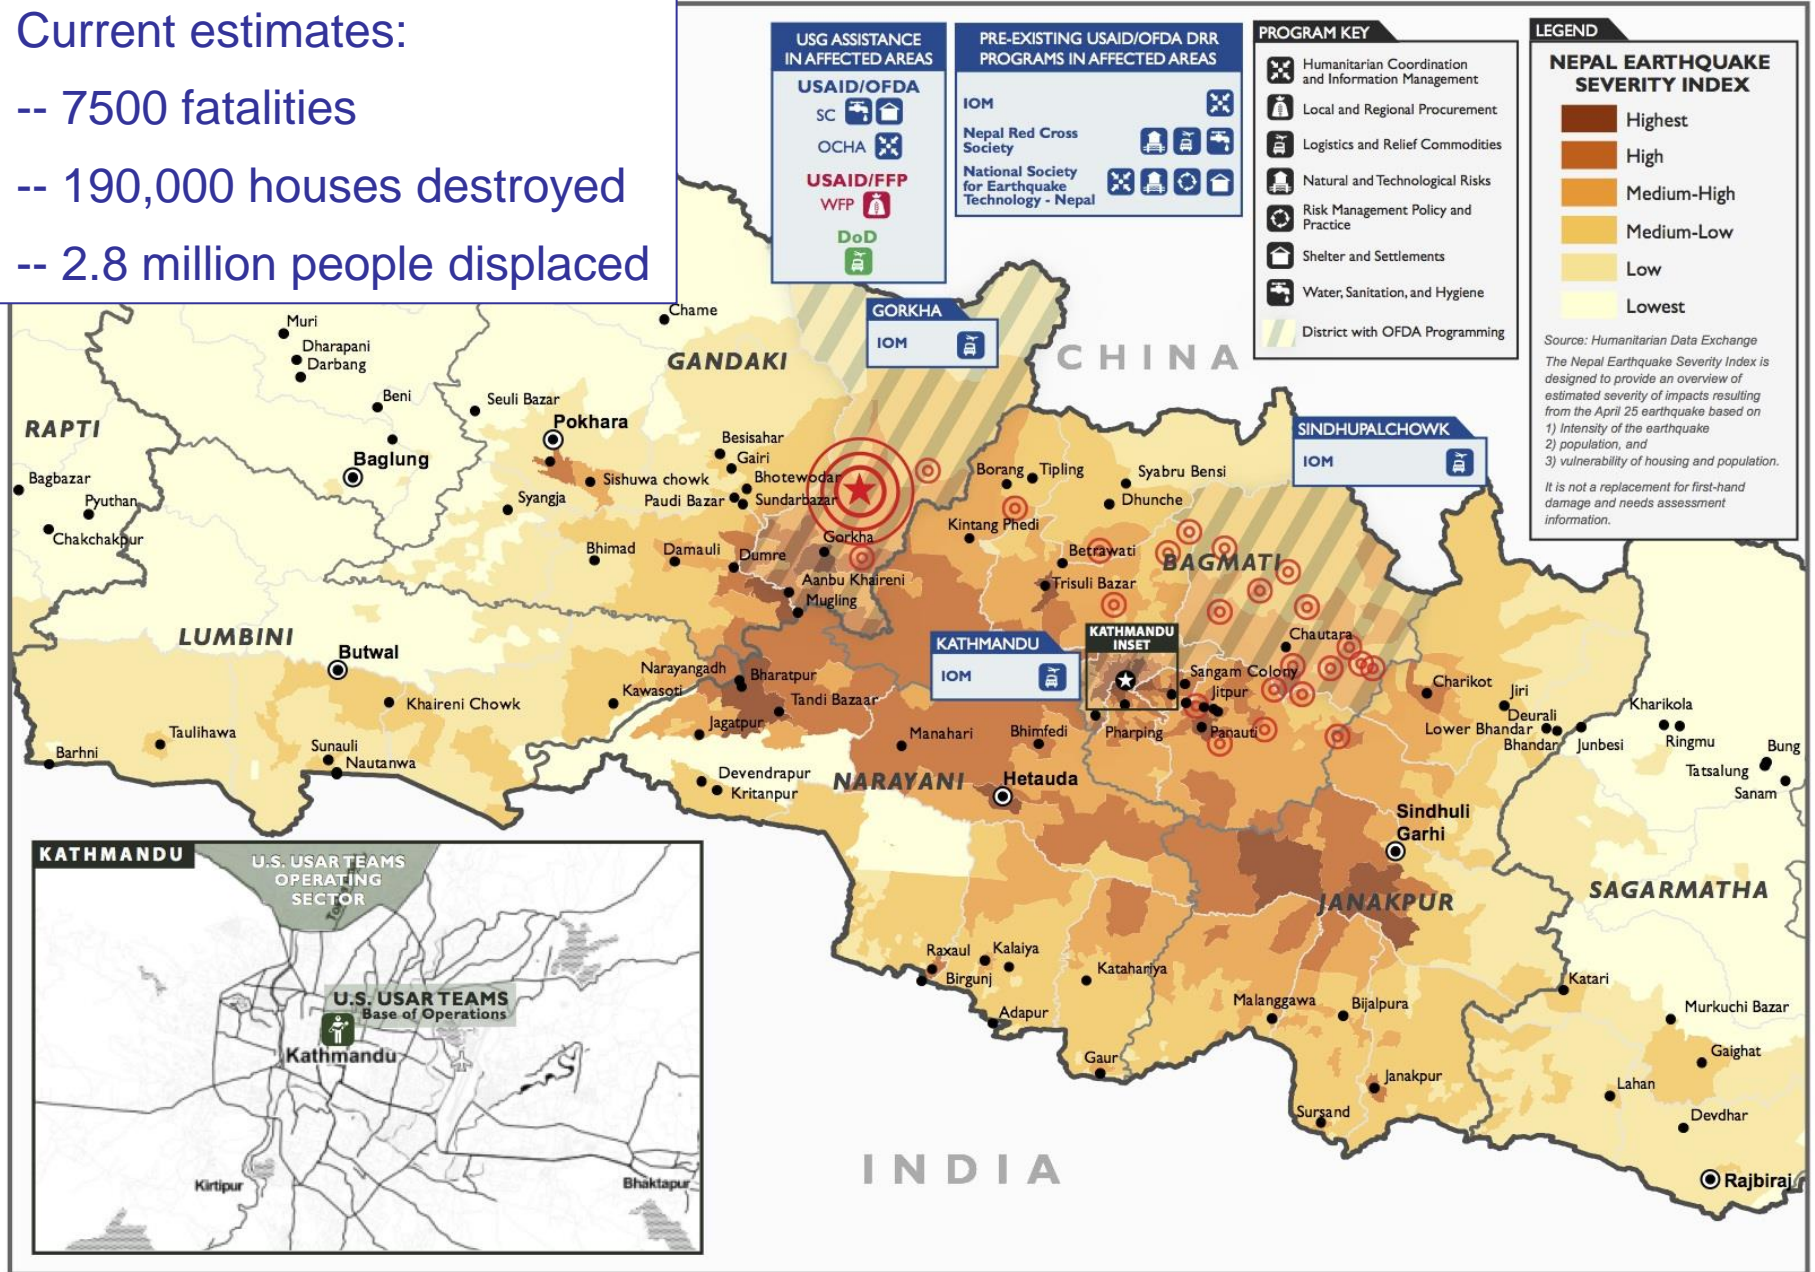 Current estimates:
-- 7500 fatalities
-- 190,000 houses destroyed
-- 2.8 million people displaced
USG ASSISTANCE
IN AFFECTED AREAS
USAID/OFDA
SC
OCHA
USAID/FFP
WFP
DoD
PRE-EXISTING USAID/OFDA DRR
PROGRAMS IN AFFECTED AREAS
IOM
Nepal Red Cross
Society
National Society
for Earthquake
Technology - Nepal
PROGRAM KEY
Humanitarian Coordination
and Information Management
Local and Regional Procurement
Logistics and Relief Commodities
Natural and Technological Risks
Risk Management Policy and
Practice
Shelter and Settlements
Water, Sanitation, and Hygiene
District with OFDA Programming
LEGEND
NEPAL EARTHQUAKE
SEVERITY INDEX
Highest
High
Medium-High
Medium-Low
Low
Lowest
Source: Humanitarian Data Exchange
The Nepal Earthquake Severity Index is
designed to provide an overview of
estimated severity of impacts resulting
from the April 25 earthquake based on
1) Intensity of the earthquake
2) population, and
3) vulnerability of housing and population.
It is not a replacement for first-hand
damage and needs assessment
information.
GORKHA
IOM
CHINA
SINDHUPALCHOWK
IOM
KATHMANDU
IOM
KATHMANDU
INSET
Muri
Dharapani
Darbang
Beni
Chame
GANDAKI
Seuli Bazar
Pokhara
RAPTI
Baglung
Bagbazar
Pyuthan
Chakchakpur
Besisahar
Gairi
Bhotewodar
Sishuwa chowk
Paudi Bazar
Sundarbazar
Syangja
Borang
Tipling
Syabru Bensi
Dhunche
Kintang Phedi
Gorkha
Bhimad
Damauli
Dumre
Betrawati
BAGMATI
Aanbu Khaireni
Trisuli Bazar
Mugling
LUMBINI
Butwal
Chautara
Narayangadh
Bharatpur
Sangam Colony
Kawasoti
Khaireni Chowk
Tandi Bazaar
Jitpur
Charikot
Jiri
Jagatpur
Manahari
Bhimfedi
Pharping
Panauti
Deurali
Lower Bhandar
Bhandar
Junbesi
Kharikola
Ringmu
Bung
Taulihawa
Barhni
Sunauli
Nautanwa
Devendrapur
Kritanpur
NARAYANI
Hetauda
Tatsalung
Sanam
Sindhuli
Garhi
JANAKPUR
SAGARMATHA
Raxaul
Kalaiya
Birgunj
Katahariya
Adapur
Malanggawa
Bijalpura
Katari
Murkuchi Bazar
Gaur
Gaighat
Janakpur
Lahan
Sursand
Devdhar
INDIA
Rajbiraj
KATHMANDU
U.S. USAR TEAMS
OPERATING
SECTOR
U.S. USAR TEAMS
Base of Operations
Kathmandu
Kirtipur
Bhaktapur